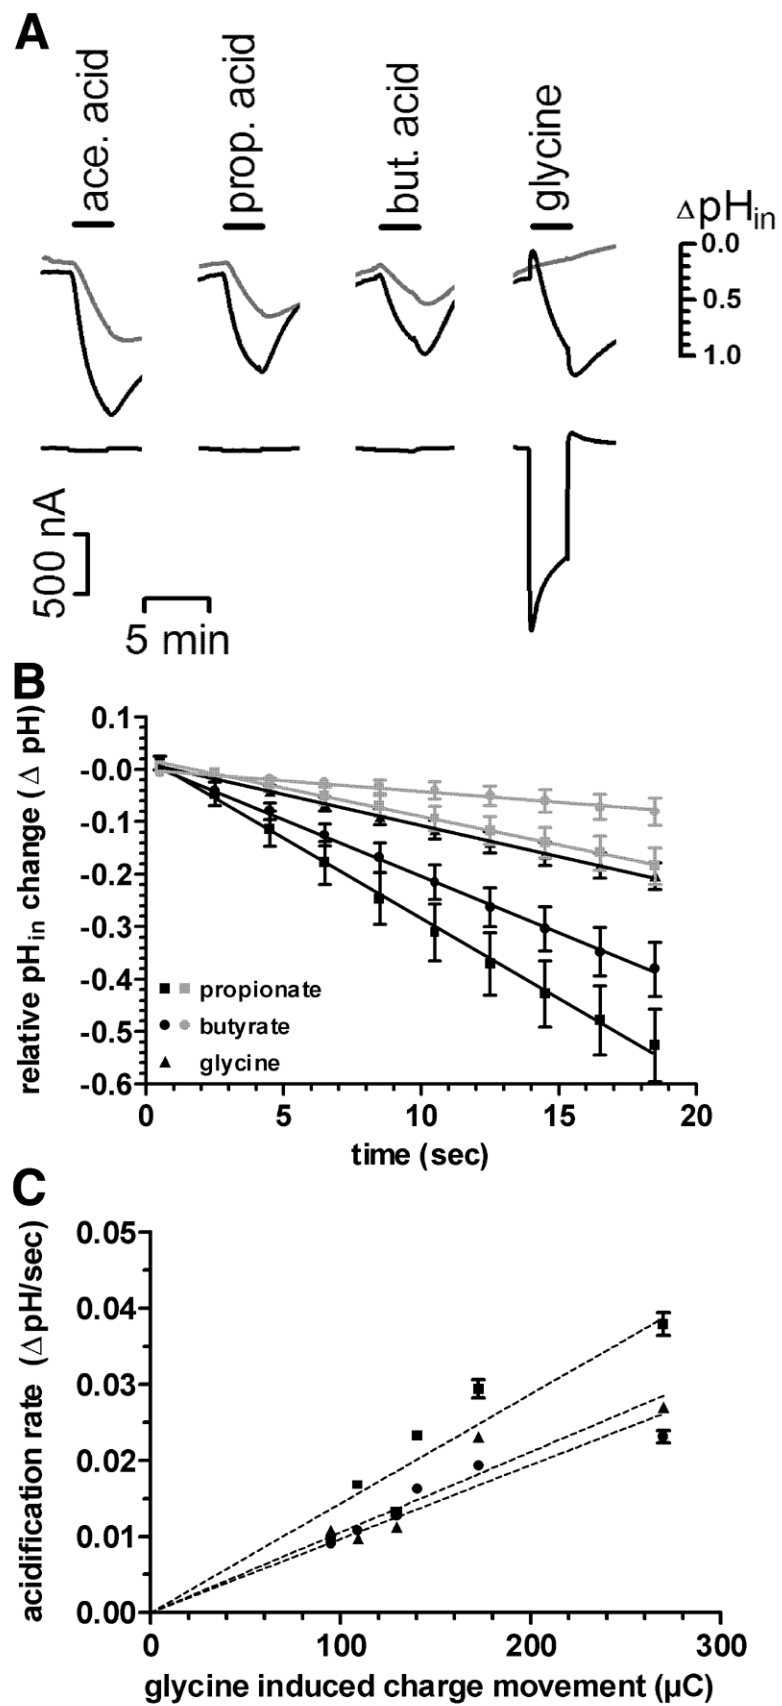 A
ace. acid
prop. acid
but. acid
glycine
ΔpHin
0.0
0.5
1.0
500 nA
5 min
B
relative pHin change (Δ pH)
0.1
-0.0
-0.1
-0.2
-0.3
-0.4
-0.5
-0.6
propionate
butyrate
glycine
0 5 10 15 20
time (sec)
C
acidification rate (ΔpH/sec)
0.05
0.04
0.03
0.02
0.01
0.00
0 100 200 300
glycine induced charge movement (µC)